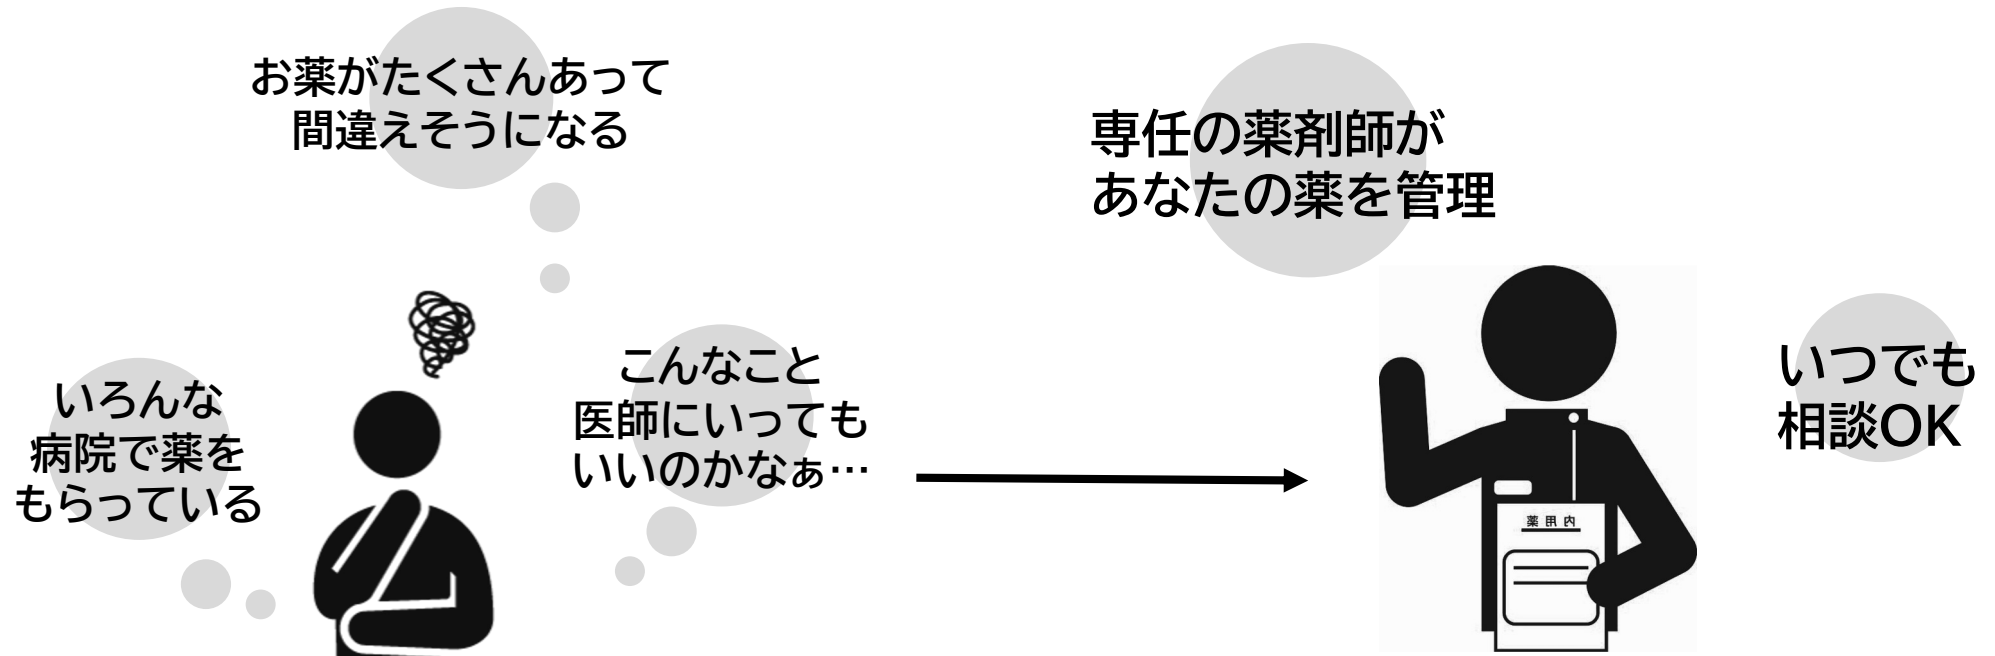 お薬がたくさんあって
間違えそうになる
いろんな
病院で薬を
もらっている
こんなこと
医師にいっても
いいのかなぁ…
専任の薬剤師が
あなたの薬を管理
いつでも
相談OK
内用薬